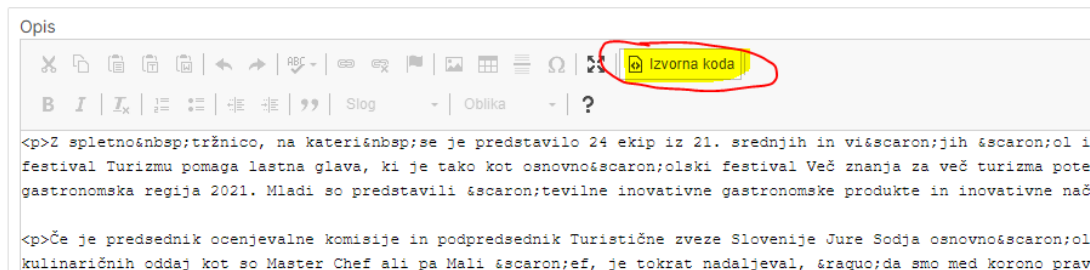 Opis
ABC
Izvorna koda
B I Tx Slog Oblika ?
<p>Z spletno&nbsp;tržnico, na kateri&nbsp;se je predstavilo 24 ekip iz 21. srednjih in vi&scaron;jih &scaron;ol i
festival Turizmu pomaga lastna glava, ki je tako kot osnovno&scaron;olski festival Več znanja za več turizma pote
gastronomska regija 2021. Mladi so predstavili &scaron;tevilne inovativne gastronomske produkte in inovativne nač
<p>Če je predsednik ocenjevalne komisije in podpredsednik Turistične zveze Slovenije Jure Sodja osnovno&scaron;ol
kulinaričnih oddaj kot so Master Chef ali pa Mali &scaron;ef, je tokrat nadaljeval, &raquo;da smo med korono prat